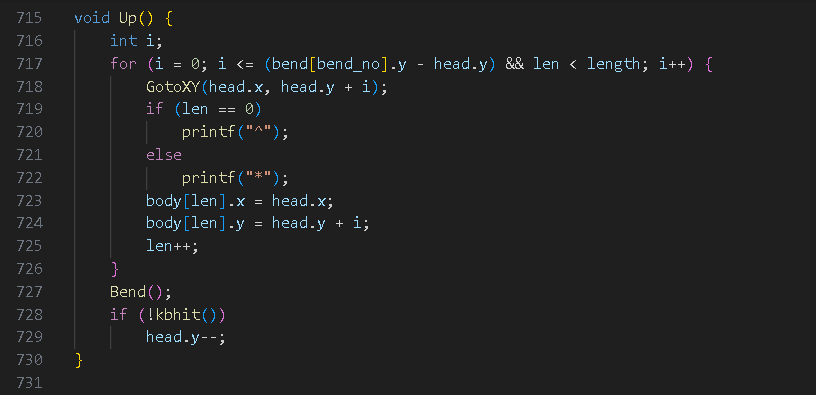 715 void Up() {
716     int i;
717     for (i = 0; i <= (bend[bend_no].y - head.y) && len < length; i++) {
718         GotoXY(head.x, head.y + i);
719         if (len == 0)
720             printf("^");
721         else
722             printf("*");
723         body[len].x = head.x;
724         body[len].y = head.y + i;
725         len++;
726     }
727     Bend();
728     if (!kbhit())
729         head.y--;
730 }
731